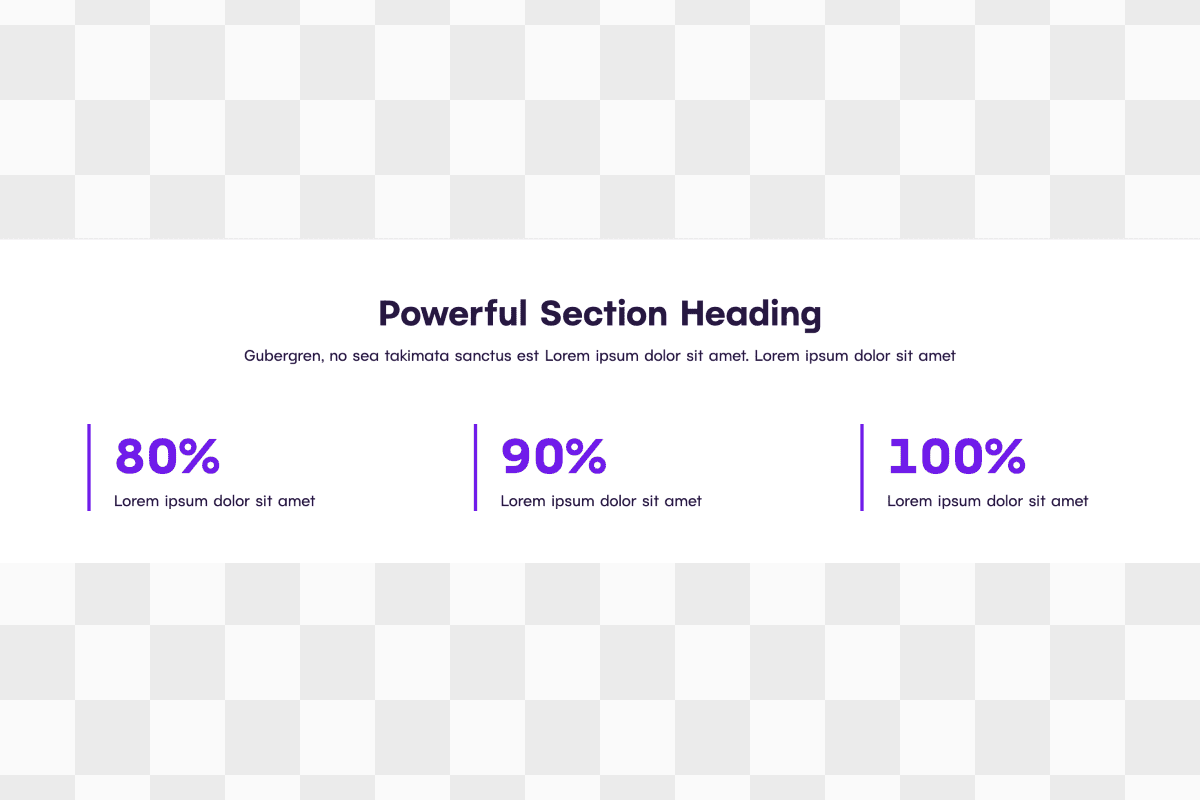 Powerful Section Heading
Gubergren, no sea takimata sanctus est Lorem ipsum dolor sit amet. Lorem ipsum dolor sit amet
80%
Lorem ipsum dolor sit amet
90%
Lorem ipsum dolor sit amet
100%
Lorem ipsum dolor sit amet